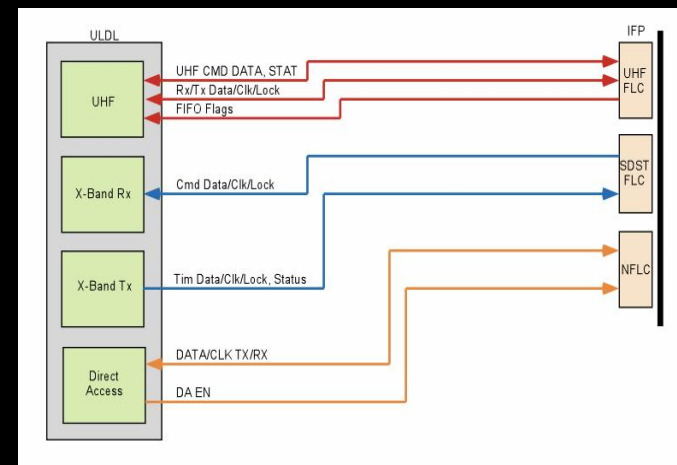 ULDL
IFP
UHF
UHF CMD DATA, STAT
Rx/Tx Data/Clk/Lock
FIFO Flags
UHF
FLC
X-Band Rx
Cmd Data/Clk/Lock
SDST
FLC
X-Band Tx
Tim Data/Clk/Lock, Status
NFLC
Direct
Access
DATA/CLK TX/RX
DA EN